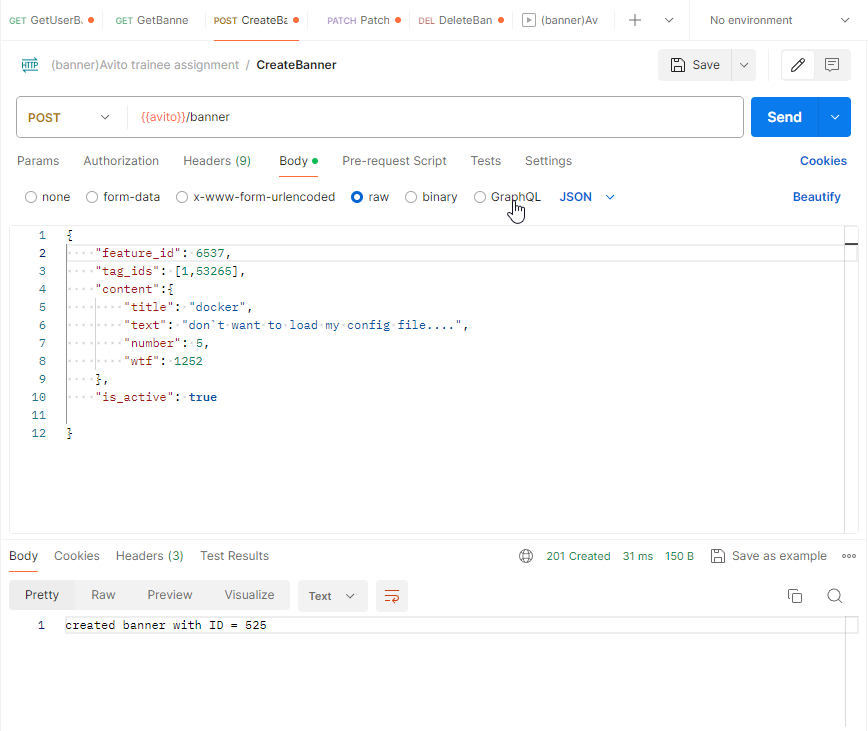 GET GetUserB
GET GetBanne
POST CreateBa
PATCH Patch
DEL DeleteBan
(banner)Av
No environment
HTTP (banner)Avito trainee assignment / CreateBanner
Save
POST {{avito}}/banner
Send
Params Authorization Headers (9) Body Pre-request Script Tests Settings Cookies
none form-data x-www-form-urlencoded raw binary GraphQL JSON Beautify
1 {
2 "feature_id": 6537,
3 "tag_ids": [1,53265],
4 "content":{
5 "title": "docker",
6 "text": "don`t want to load my config file....",
7 "number": 5,
8 "wtf": 1252
9 },
10 "is_active": true
11
12 }
Body Cookies Headers (3) Test Results 201 Created 31 ms 150 B Save as example
Pretty Raw Preview Visualize Text
1 created banner with ID = 525